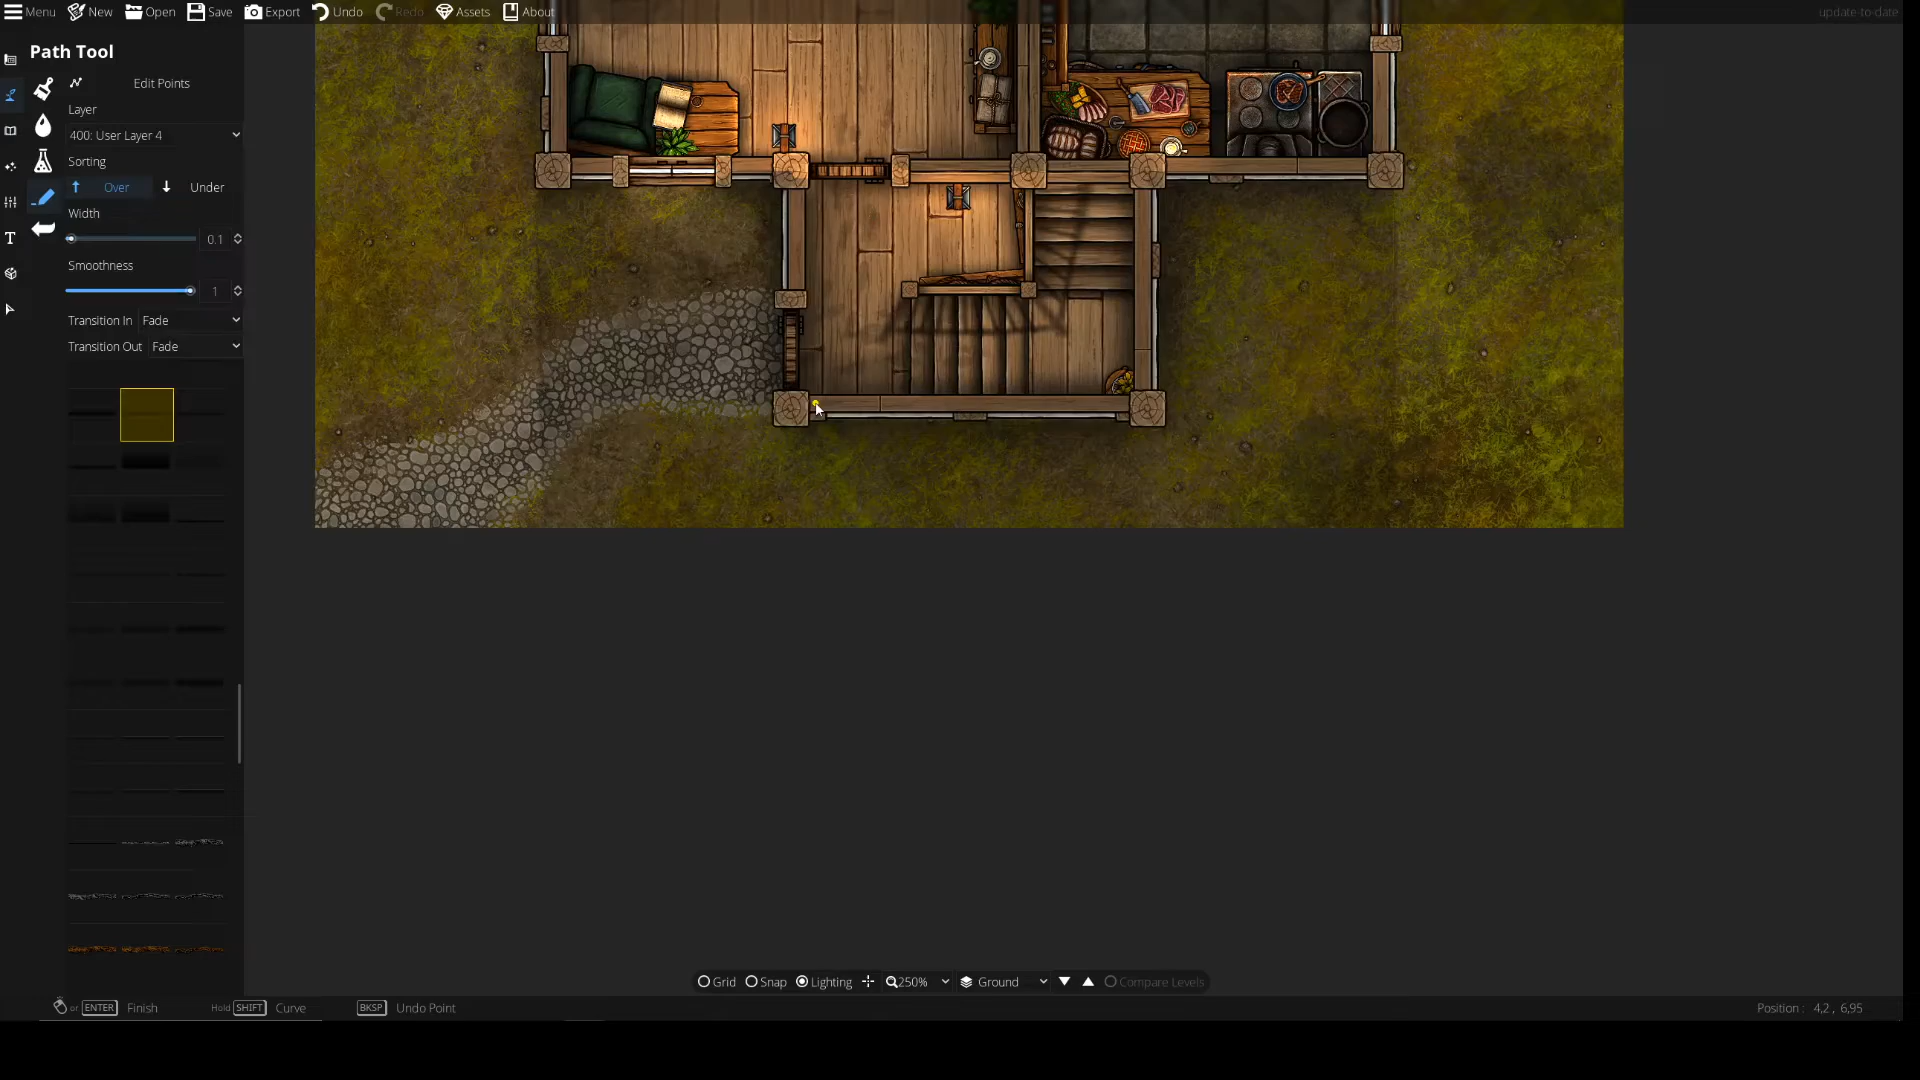 Menu New Open Save Export Undo Redo Assets About update-to-date
Path Tool
Edit Points
Layer
400: User Layer 4
Sorting
Over Under
Width
0.1
Smoothness
1
Transition In Fade
Transition Out Fade
Grid Snap Lighting 250% Ground Compare Levels
or ENTER Finish Hold SHIFT Curve BKSP Undo Point Position : 4,2 , 6,95